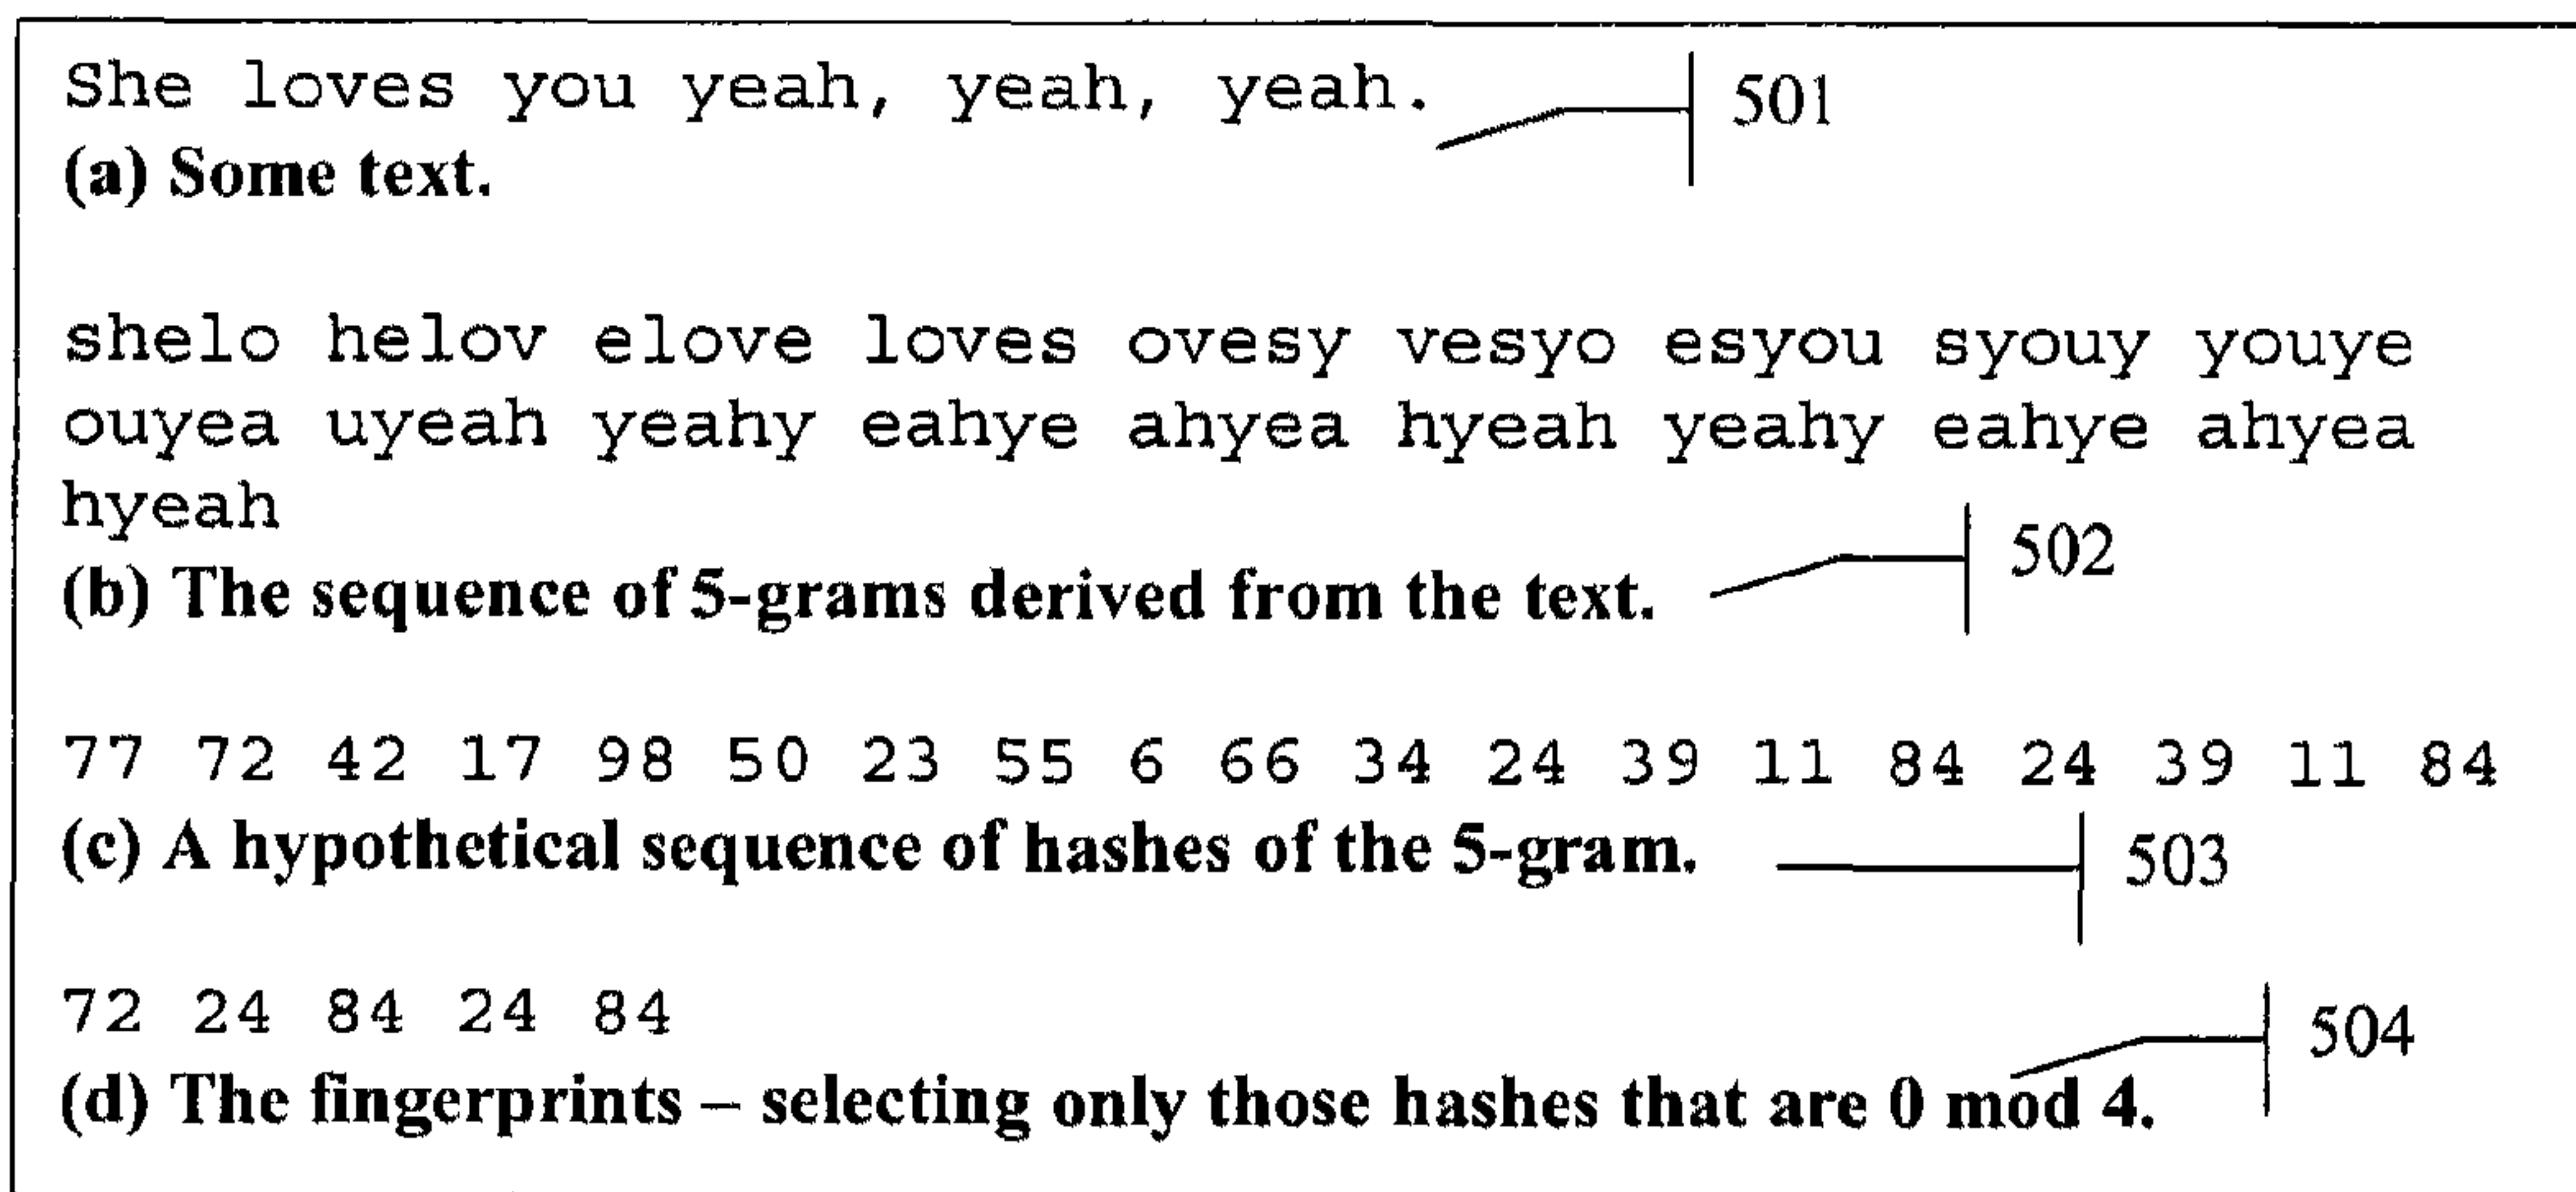 She loves you yeah, yeah, yeah.
501
(a) Some text.
shelo helov elove loves ovesy vesyo esyou syouy youye
ouyea uyeah yeahy eahye ahyea hyeah yeahy eahye ahyea
hyeah
502
(b) The sequence of 5-grams derived from the text.
77 72 42 17 98 50 23 55 6 66 34 24 39 11 84 24 39 11 84
(c) A hypothetical sequence of hashes of the 5-gram.
503
72 24 84 24 84
504
(d) The fingerprints – selecting only those hashes that are 0 mod 4.